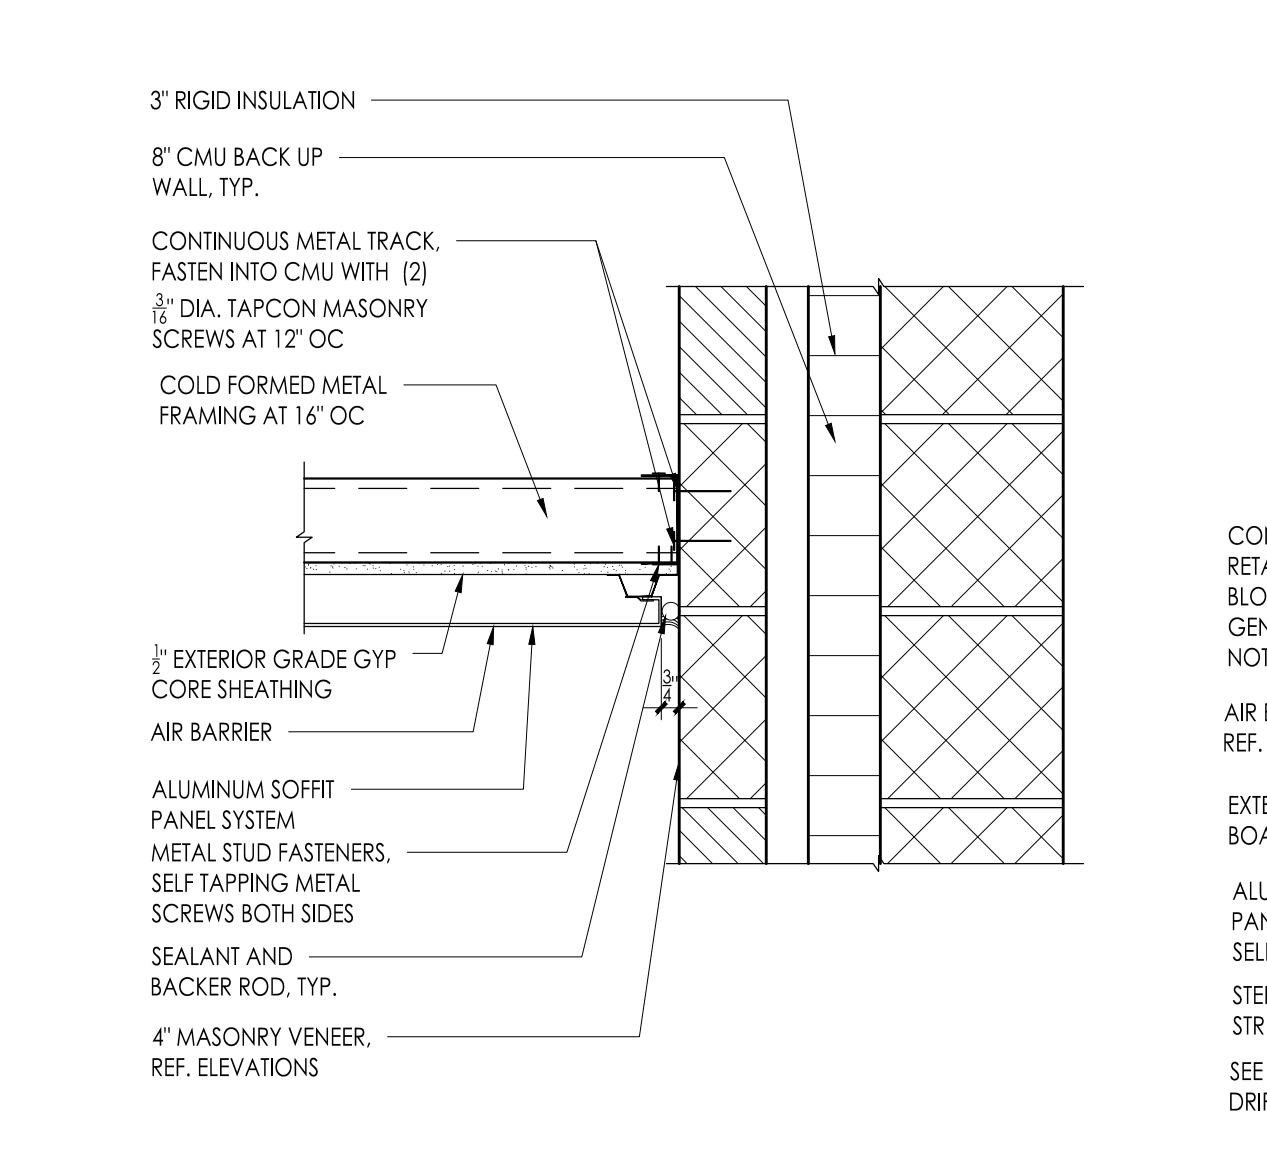 3" RIGID INSULATION
8" CMU BACK UP
WALL, TYP.
CONTINUOUS METAL TRACK,
FASTEN INTO CMU WITH (2)
3/16" DIA. TAPCON MASONRY
SCREWS AT 12" OC
COLD FORMED METAL
FRAMING AT 16" OC
1/2" EXTERIOR GRADE GYP
CORE SHEATHING
AIR BARRIER
ALUMINUM SOFFIT
PANEL SYSTEM
METAL STUD FASTENERS,
SELF TAPPING METAL
SCREWS BOTH SIDES
SEALANT AND
BACKER ROD, TYP.
4" MASONRY VENEER,
REF. ELEVATIONS
3/4"
AIR
REF.
SEE